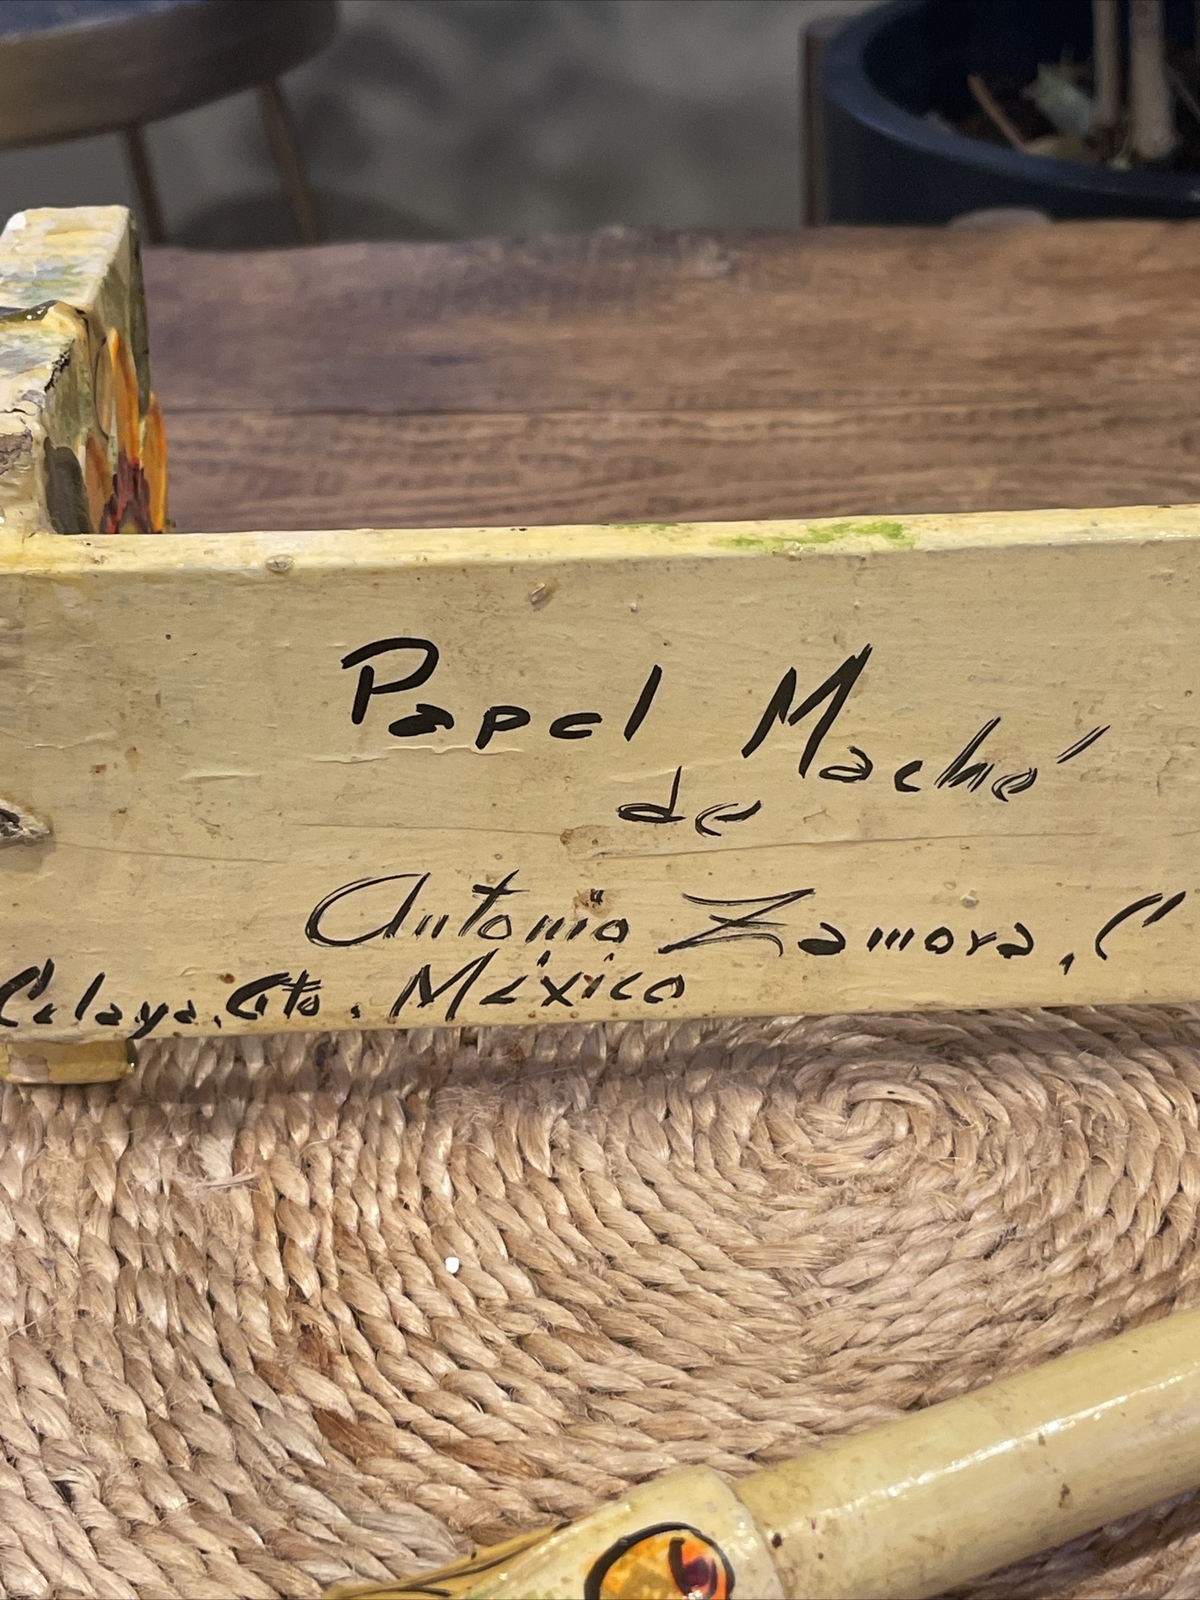 Papel Maché
de
Antonio Zamora, C
Celaya, Gto. México